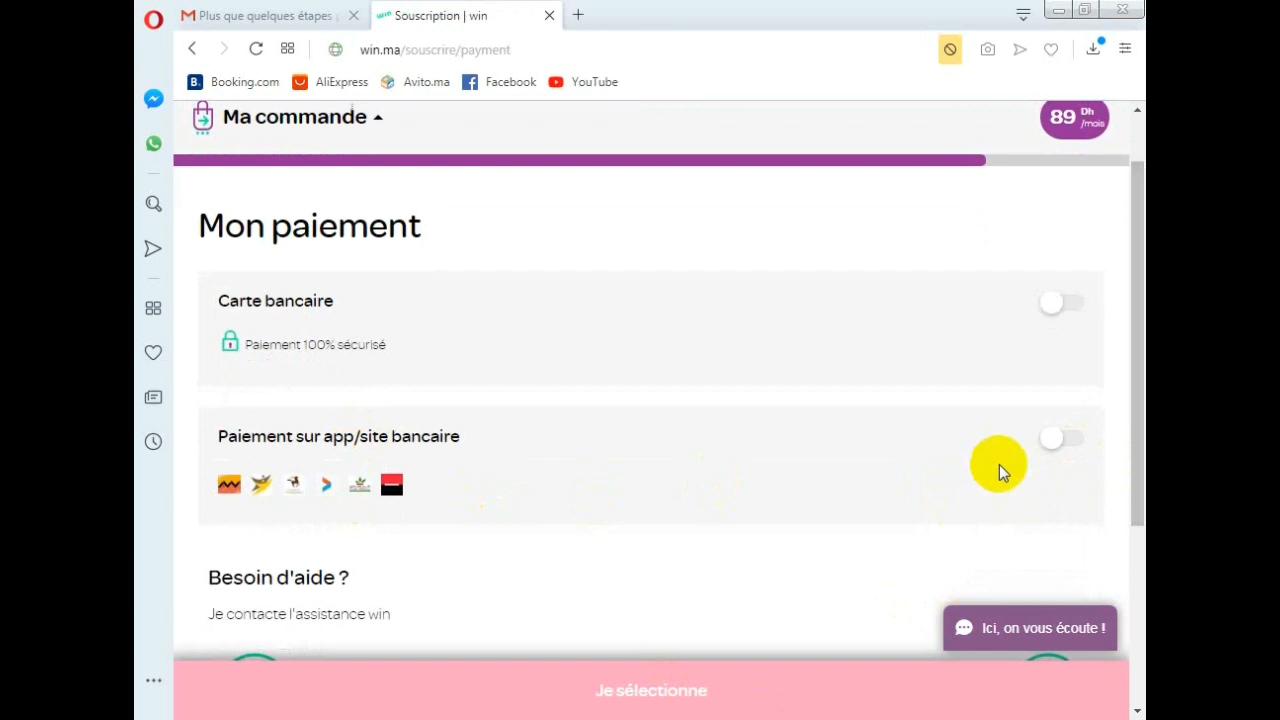 Plus que quelques étapes
win Souscription | win
win.ma/souscrire/payment
B. Booking.com AliExpress Avito.ma Facebook YouTube
Ma commande
89 Dh /mois
Mon paiement
Carte bancaire
Paiement 100% sécurisé
Paiement sur app/site bancaire
Besoin d'aide ?
Je contacte l'assistance win
Ici, on vous écoute !
Je sélectionne